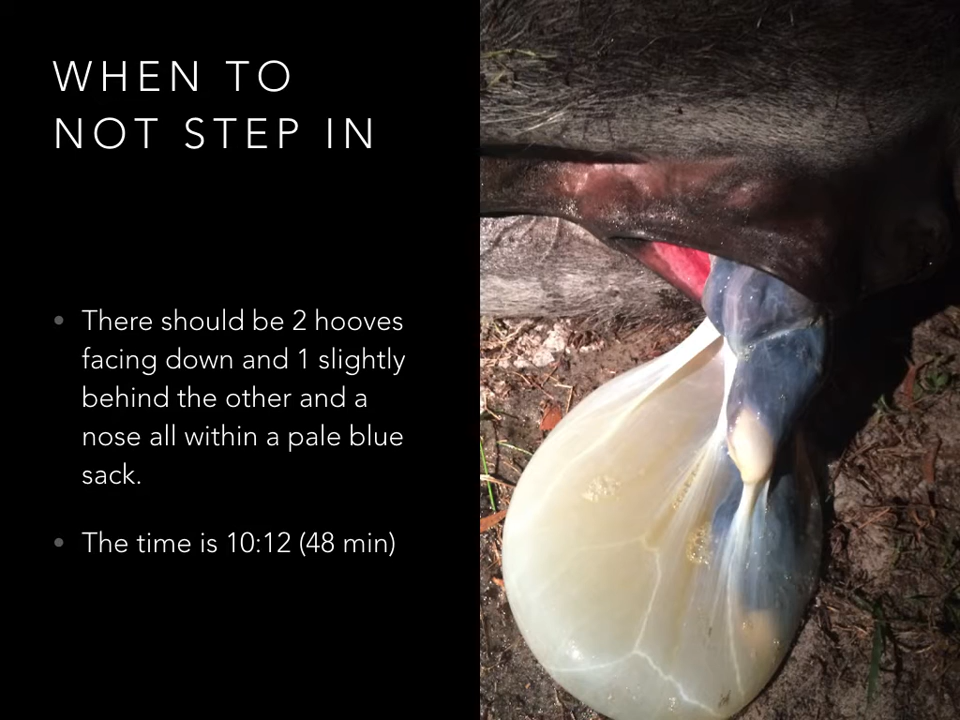 WHEN TO
NOT STEP IN
• There should be 2 hooves
facing down and 1 slightly
behind the other and a
nose all within a pale blue
sack.
• The time is 10:12 (48 min)